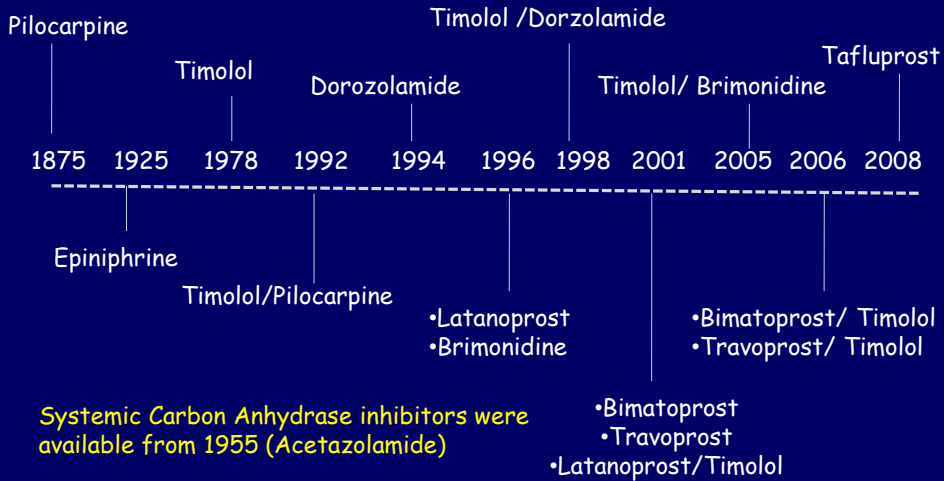 Timolol /Dorzolamide
Pilocarpine
Tafluprost
Timolol
Dorozolamide
Timolol/ Brimonidine
1875 1925 1978 1992 1994 1996 1998 2001 2005 2006 2008
Epiniphrine
Timolol/Pilocarpine
•Latanoprost
•Brimonidine
•Bimatoprost/ Timolol
•Travoprost/ Timolol
•Bimatoprost
•Travoprost
•Latanoprost/Timolol
Systemic Carbon Anhydrase inhibitors were
available from 1955 (Acetazolamide)